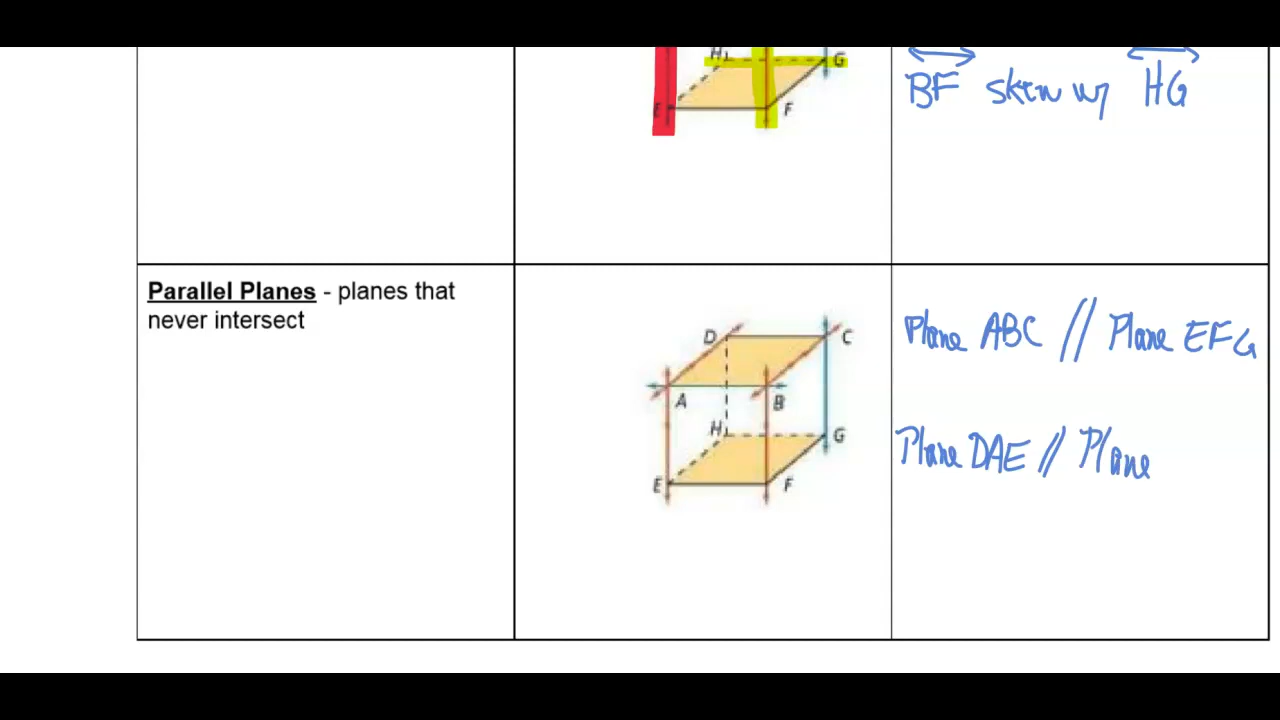 H
G
E
F
BF skew w/ HG
Parallel Planes - planes that
never intersect
D
C
A
B
H
G
E
F
Plane ABC // Plane EFG
Plane DAE // Plane